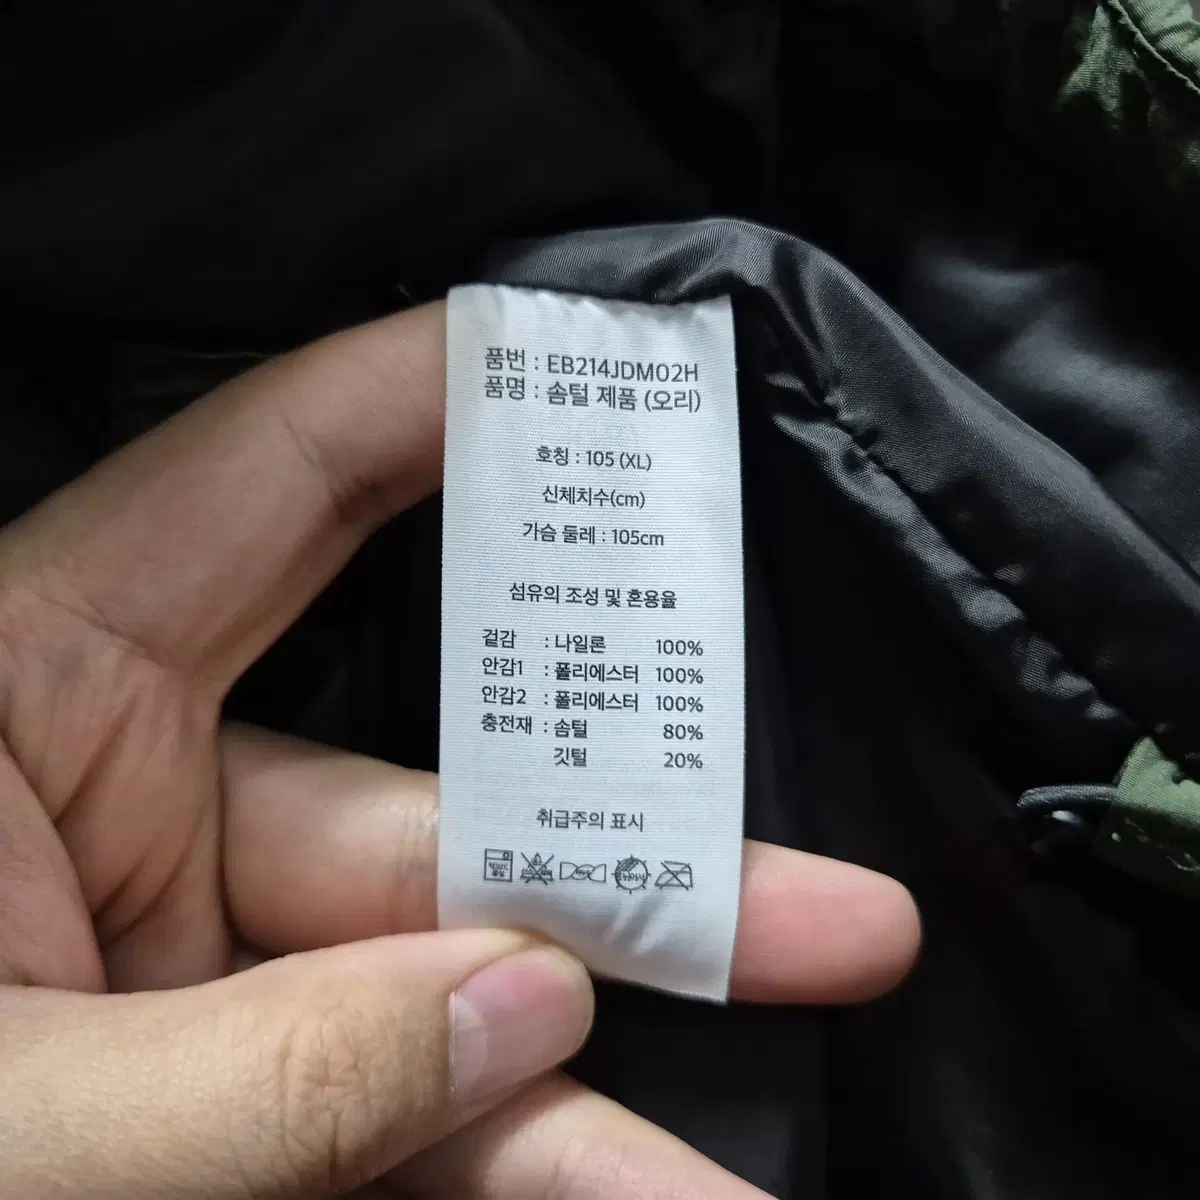 품번 : EB214JDM02H
품명 : 솜털 제품 (오리)
호칭 : 105 (XL)
신체치수(cm)
가슴 둘레 : 105cm
섬유의 조성 및 혼용율
겉감 : 나일론 100%
안감1 : 폴리에스터 100%
안감2 : 폴리에스터 100%
충전재 : 솜털 80%
깃털 20%
취급주의 표시